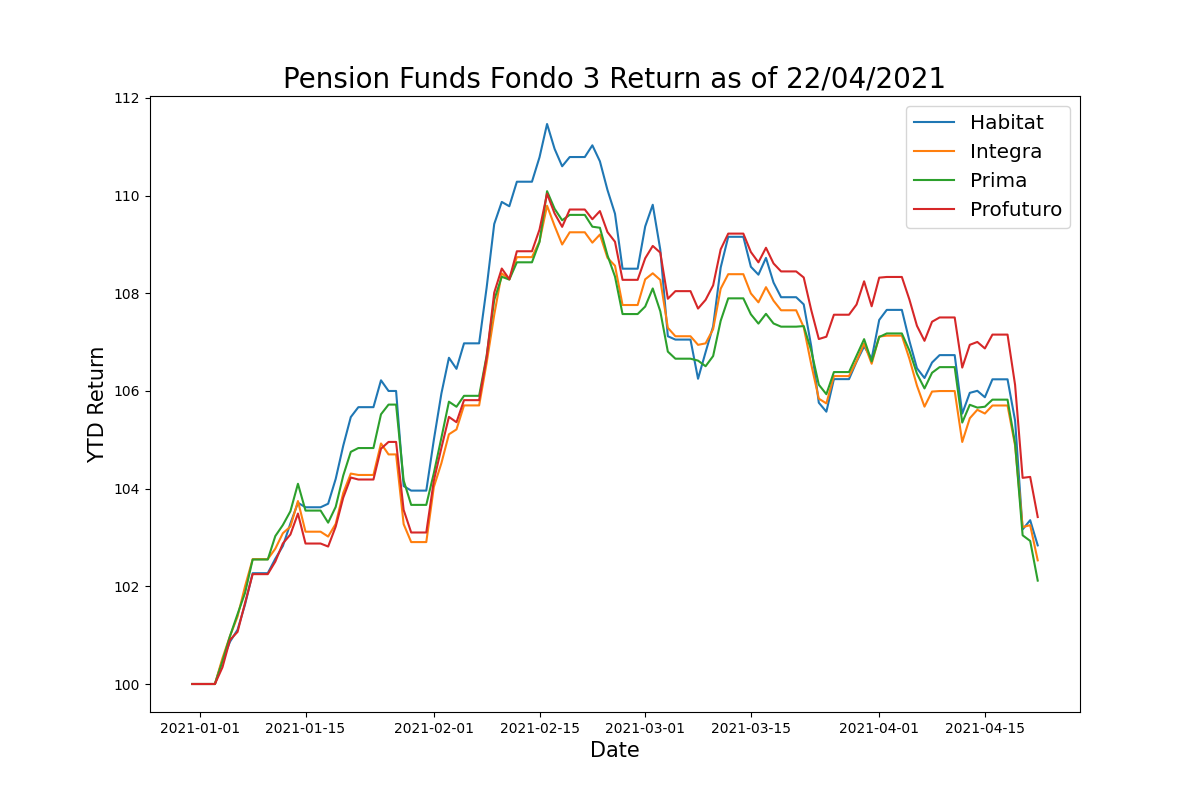 Pension Funds Fondo 3 Return as of 22/04/2021
112
110
108
106
104
102
100
YTD Return
Habitat
Integra
Prima
Profuturo
2021-01-01 2021-01-15 2021-02-01 2021-02-15 2021-03-01 2021-03-15 2021-04-01 2021-04-15
Date